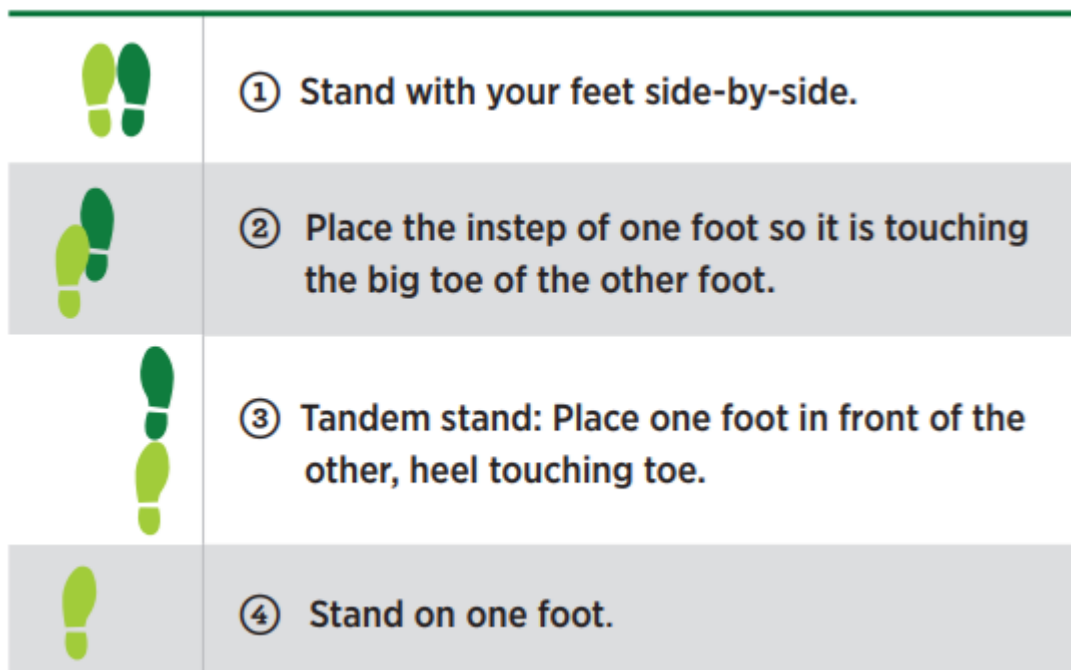 ① Stand with your feet side-by-side.
② Place the instep of one foot so it is touching
the big toe of the other foot.
③ Tandem stand: Place one foot in front of the
other, heel touching toe.
④ Stand on one foot.